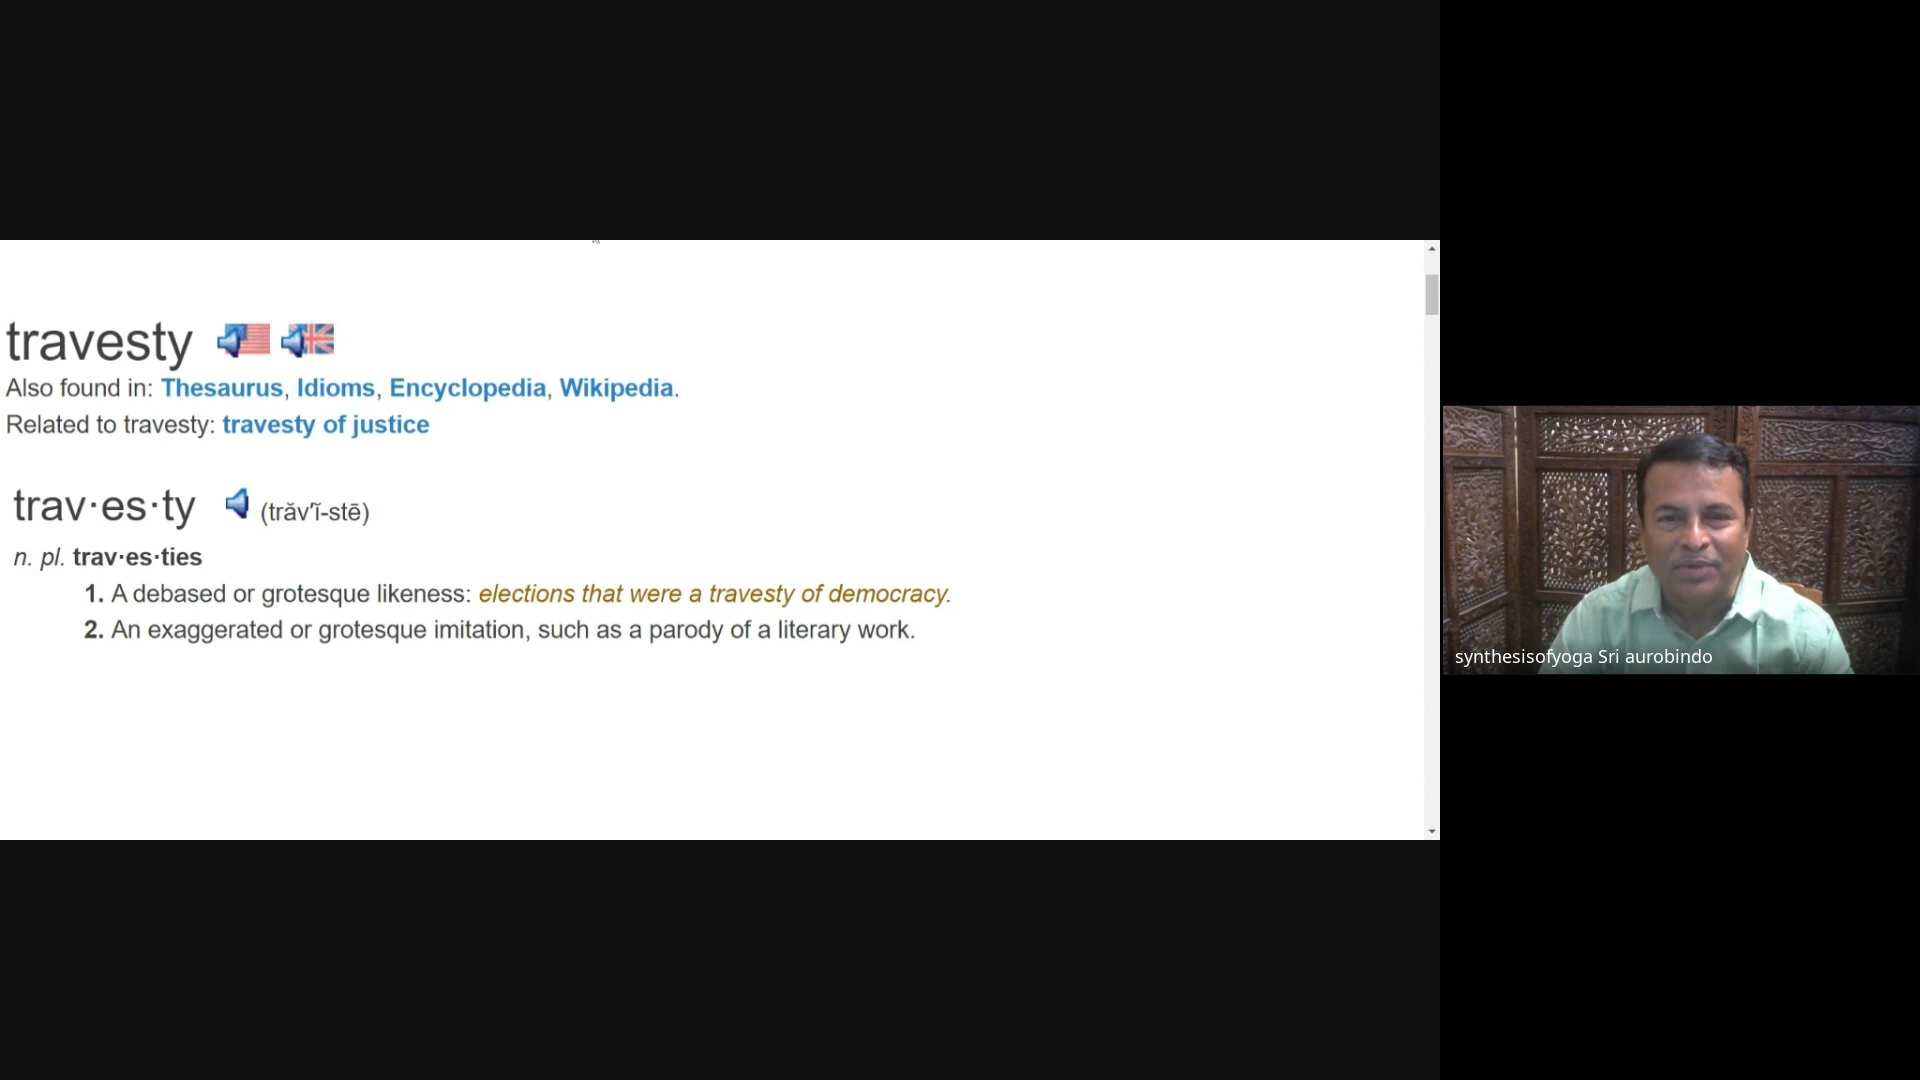 travesty
Also found in: Thesaurus, Idioms, Encyclopedia, Wikipedia.
Related to travesty: travesty of justice
trav·es·ty (trăv′ĭ-stē)
n. pl. trav·es·ties
1. A debased or grotesque likeness: elections that were a travesty of democracy.
2. An exaggerated or grotesque imitation, such as a parody of a literary work.
synthesisofyoga Sri aurobindo